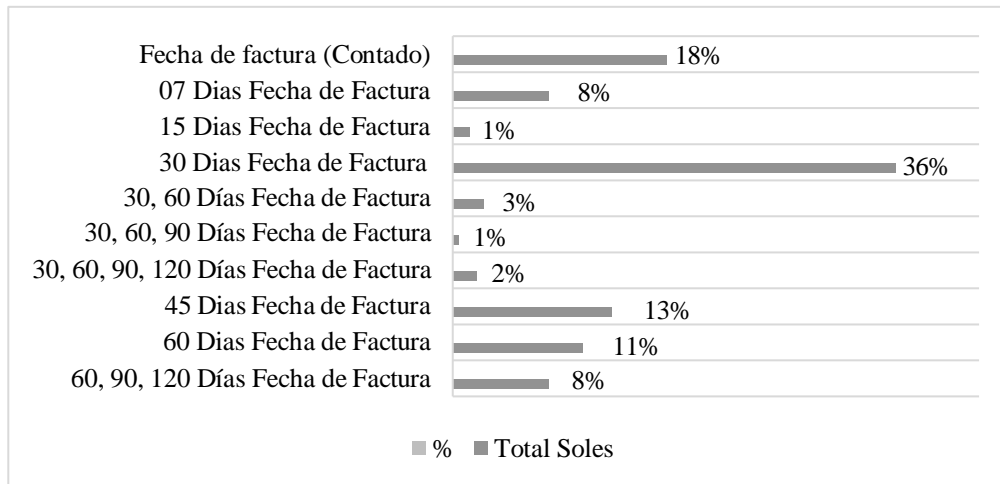 Fecha de factura (Contado) 18%
07 Dias Fecha de Factura 8%
15 Dias Fecha de Factura 1%
30 Dias Fecha de Factura 36%
30, 60 Días Fecha de Factura 3%
30, 60, 90 Días Fecha de Factura 1%
30, 60, 90, 120 Días Fecha de Factura 2%
45 Dias Fecha de Factura 13%
60 Dias Fecha de Factura 11%
60, 90, 120 Días Fecha de Factura 8%
% Total Soles